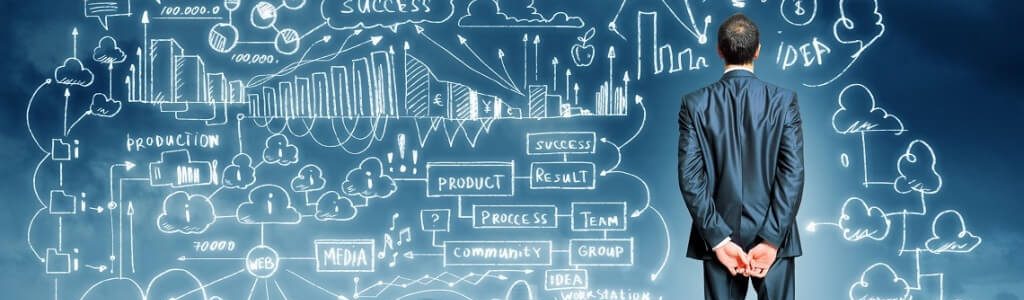 100.000.
SUCCESS
$
100,000.
IDEA
€
¥
PRODUCTION
i
!!!
SUCCESS
i
i
i
i
PRODUCT
RESULT
i
i
i
i
PROCCESS
TEAM
?
70000
MEDIA
COMMUNITY
GROUP
i
WEB
IDEA
WORKSTATION